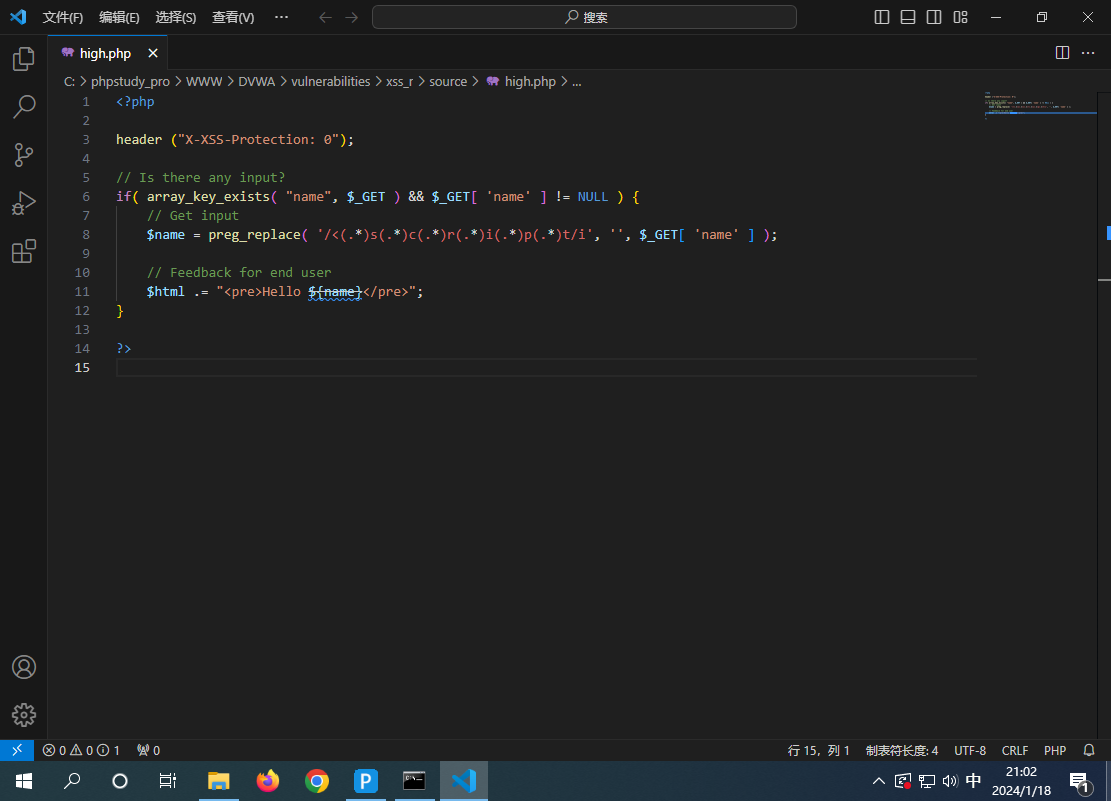 文件(F) 编辑(E) 选择(S) 查看(V) ··· 搜索
high.php
C: > phpstudy_pro > WWW > DVWA > vulnerabilities > xss_r > source > high.php > ...
1 <?php
2
3 header ("X-XSS-Protection: 0");
4
5 // Is there any input?
6 if( array_key_exists( "name", $_GET ) && $_GET[ 'name' ] != NULL ) {
7 // Get input
8 $name = preg_replace( '/<(.*)s(.*)c(.*)r(.*)i(.*)p(.*)t/i', '', $_GET[ 'name' ] );
9
10 // Feedback for end user
11 $html .= "<pre>Hello ${name}</pre>";
12 }
13
14 ?>
15
0 0 1 0 行 15，列 1 制表符长度: 4 UTF-8 CRLF PHP
P 中 21:02
2024/1/18 1